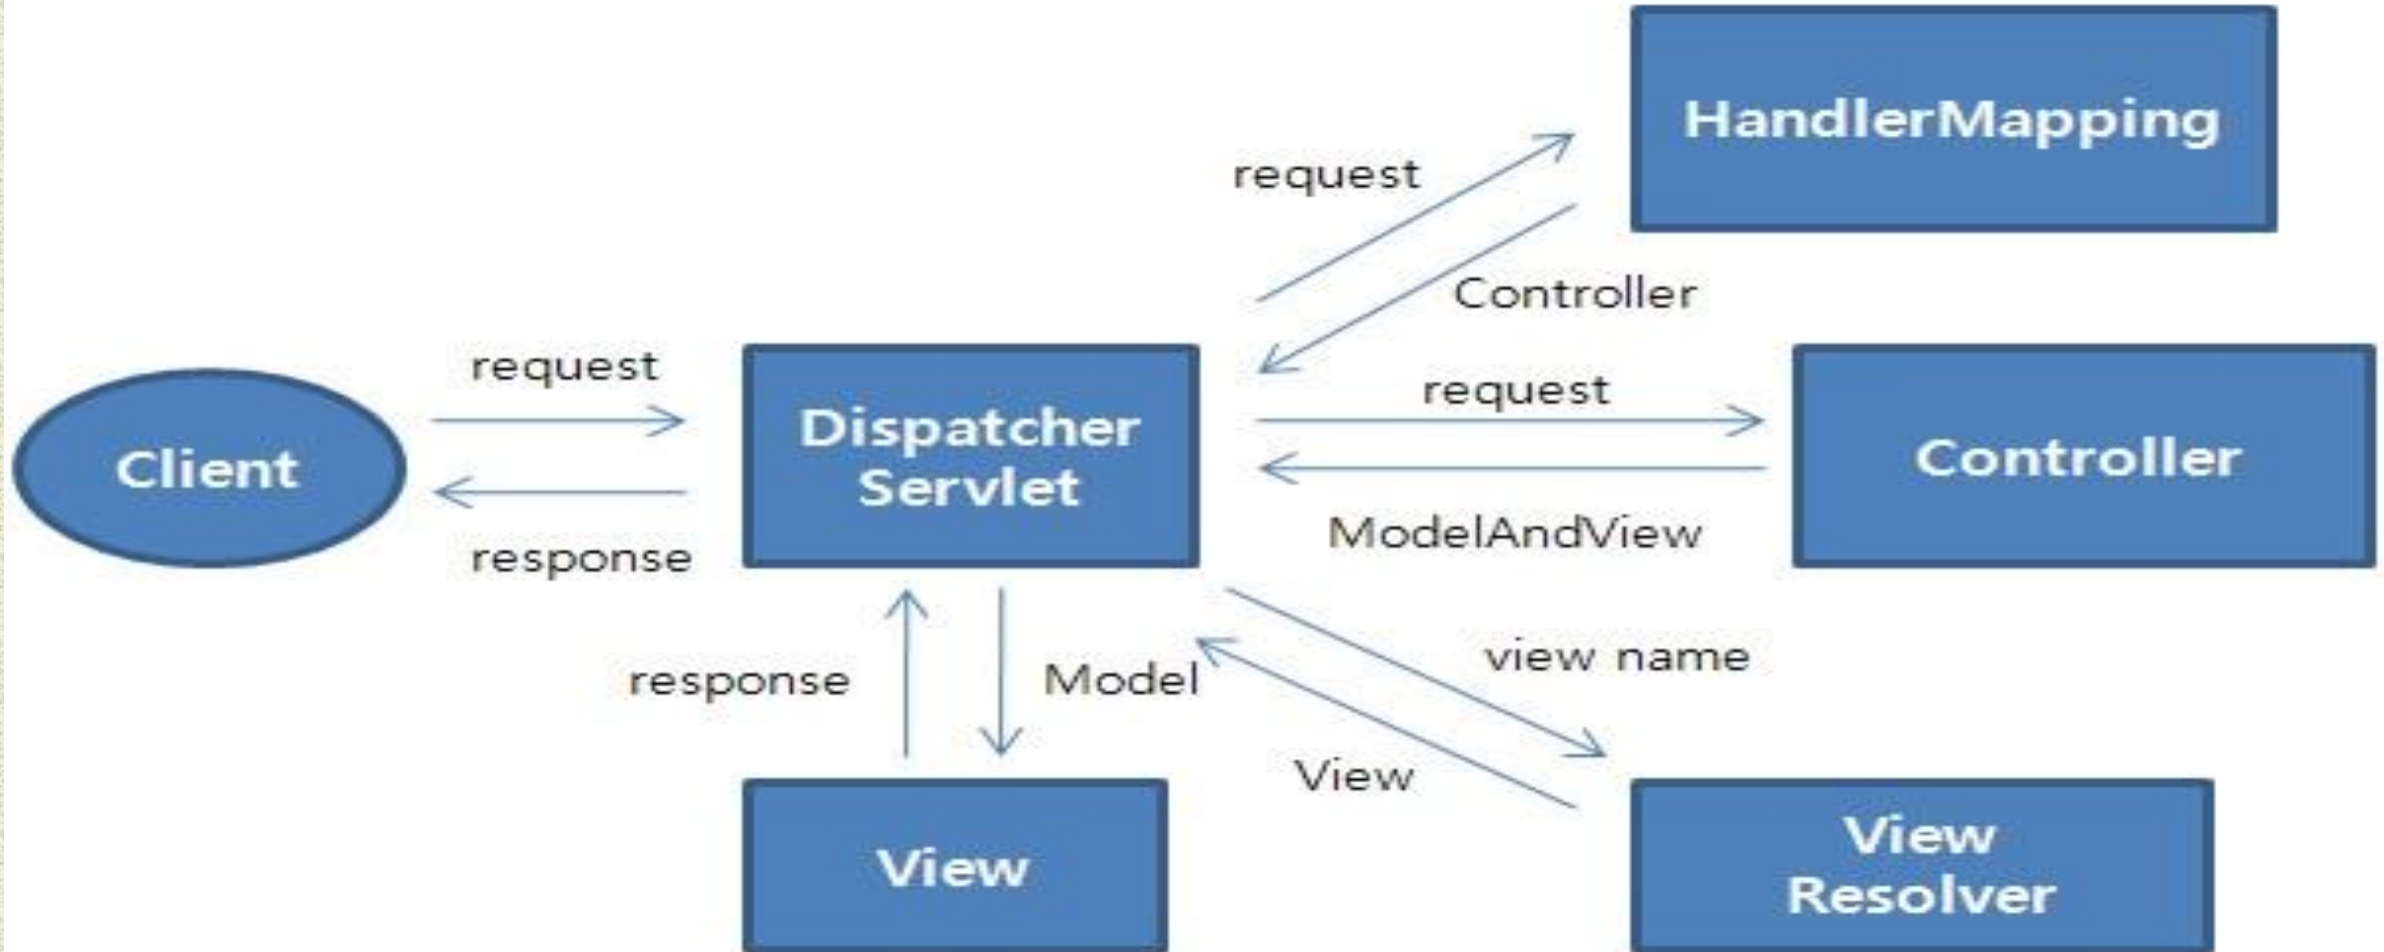 HandlerMapping
request
Controller
request
request
Client
Dispatcher
Servlet
Controller
response
ModelAndView
response
Model
view name
View
View
View
Resolver